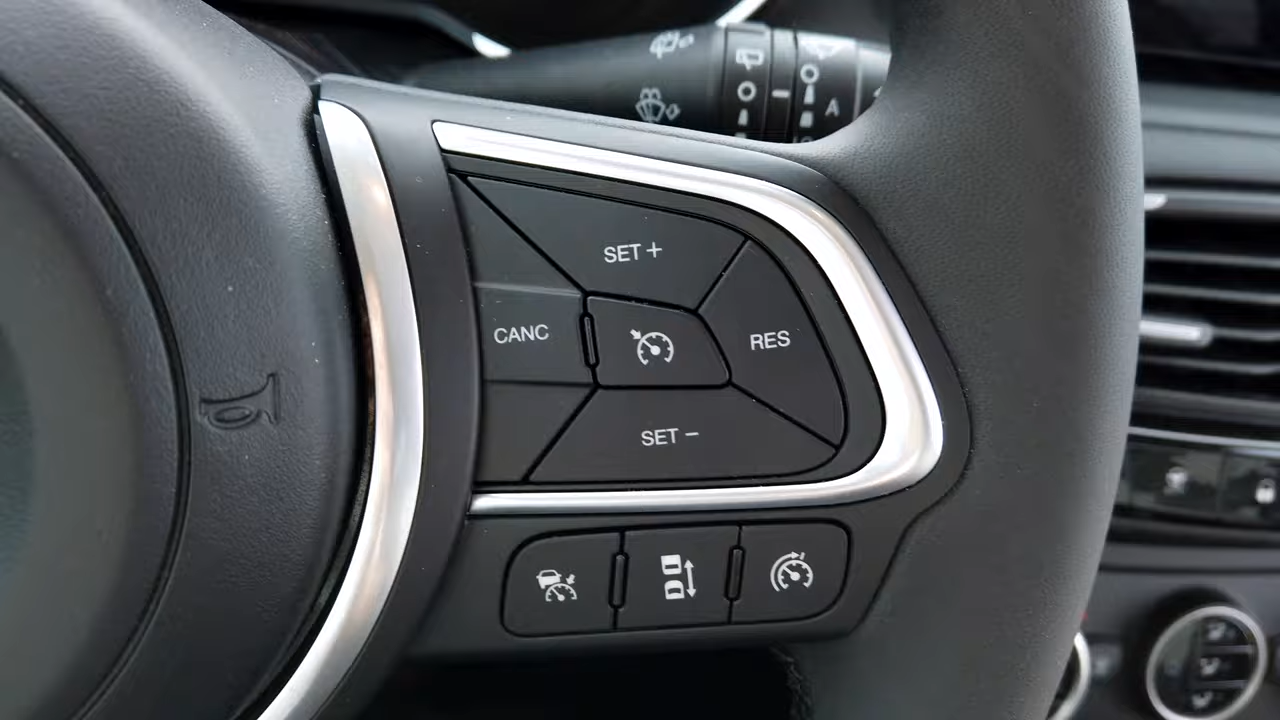 A
SET +
CANC
RES
SET −